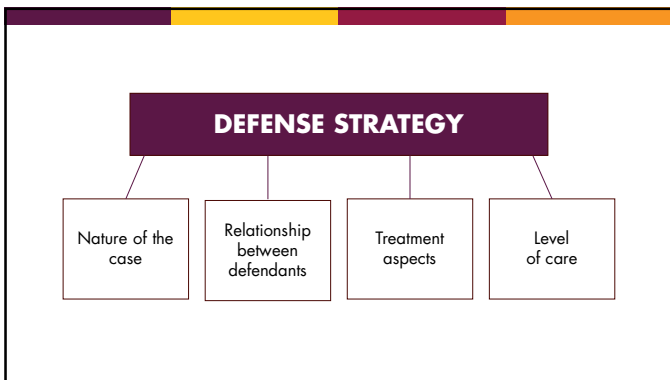 DEFENSE STRATEGY
Nature of the
case
Relationship
between
defendants
Treatment
aspects
Level
of care